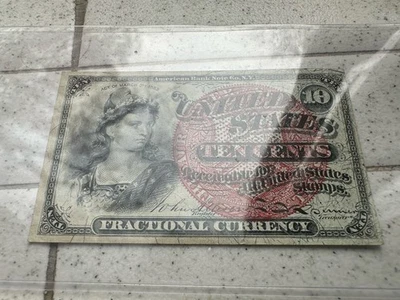 American Bank Note Co. N.Y.
10
UNITED
STATES
TEN CENTS
Receivable for
all United States
Stamps.
FRACTIONAL CURRENCY